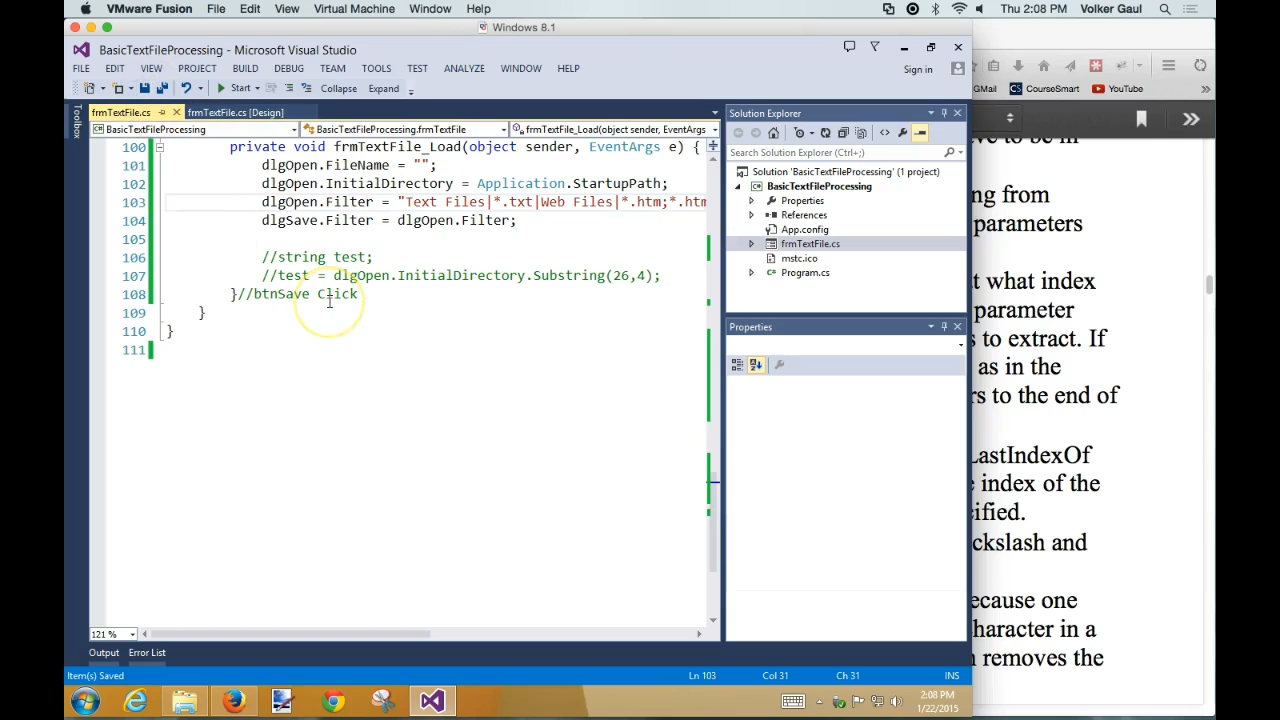 VMware Fusion File Edit View Virtual Machine Window Help Thu 2:08 PM Volker Gaul
Windows 8.1
BasicTextFileProcessing - Microsoft Visual Studio
FILE EDIT VIEW PROJECT BUILD DEBUG TEAM TOOLS TEST ANALYZE WINDOW HELP Sign in
Start Collapse Expand
GMail CourseSmart YouTube
Toolbox
frmTextFile.cs frmTextFile.cs [Design]
BasicTextFileProcessing BasicTextFileProcessing.frmTextFile frmTextFile_Load(object sender, EventArgs
100 private void frmTextFile_Load(object sender, EventArgs e) {
101 dlgOpen.FileName = "";
102 dlgOpen.InitialDirectory = Application.StartupPath;
103 dlgOpen.Filter = "Text Files|*.txt|Web Files|*.htm;*.htm
104 dlgSave.Filter = dlgOpen.Filter;
105
106 //string test;
107 //test = dlgOpen.InitialDirectory.Substring(26,4);
108 }//btnSave Click
109 }
110 }
111
121 %
Solution Explorer
Search Solution Explorer (Ctrl+;)
Solution 'BasicTextFileProcessing' (1 project)
BasicTextFileProcessing
Properties
References
App.config
frmTextFile.cs
mstc.ico
Program.cs
Properties
Output Error List
Item(s) Saved Ln 103 Col 31 Ch 31 INS
2:08 PM
1/22/2015
ng from
parameters
t what index
parameter
s to extract. If
as in the
rs to the end of
LastIndexOf
e index of the
ified.
ckslash and
ecause one
haracter in a
n removes the